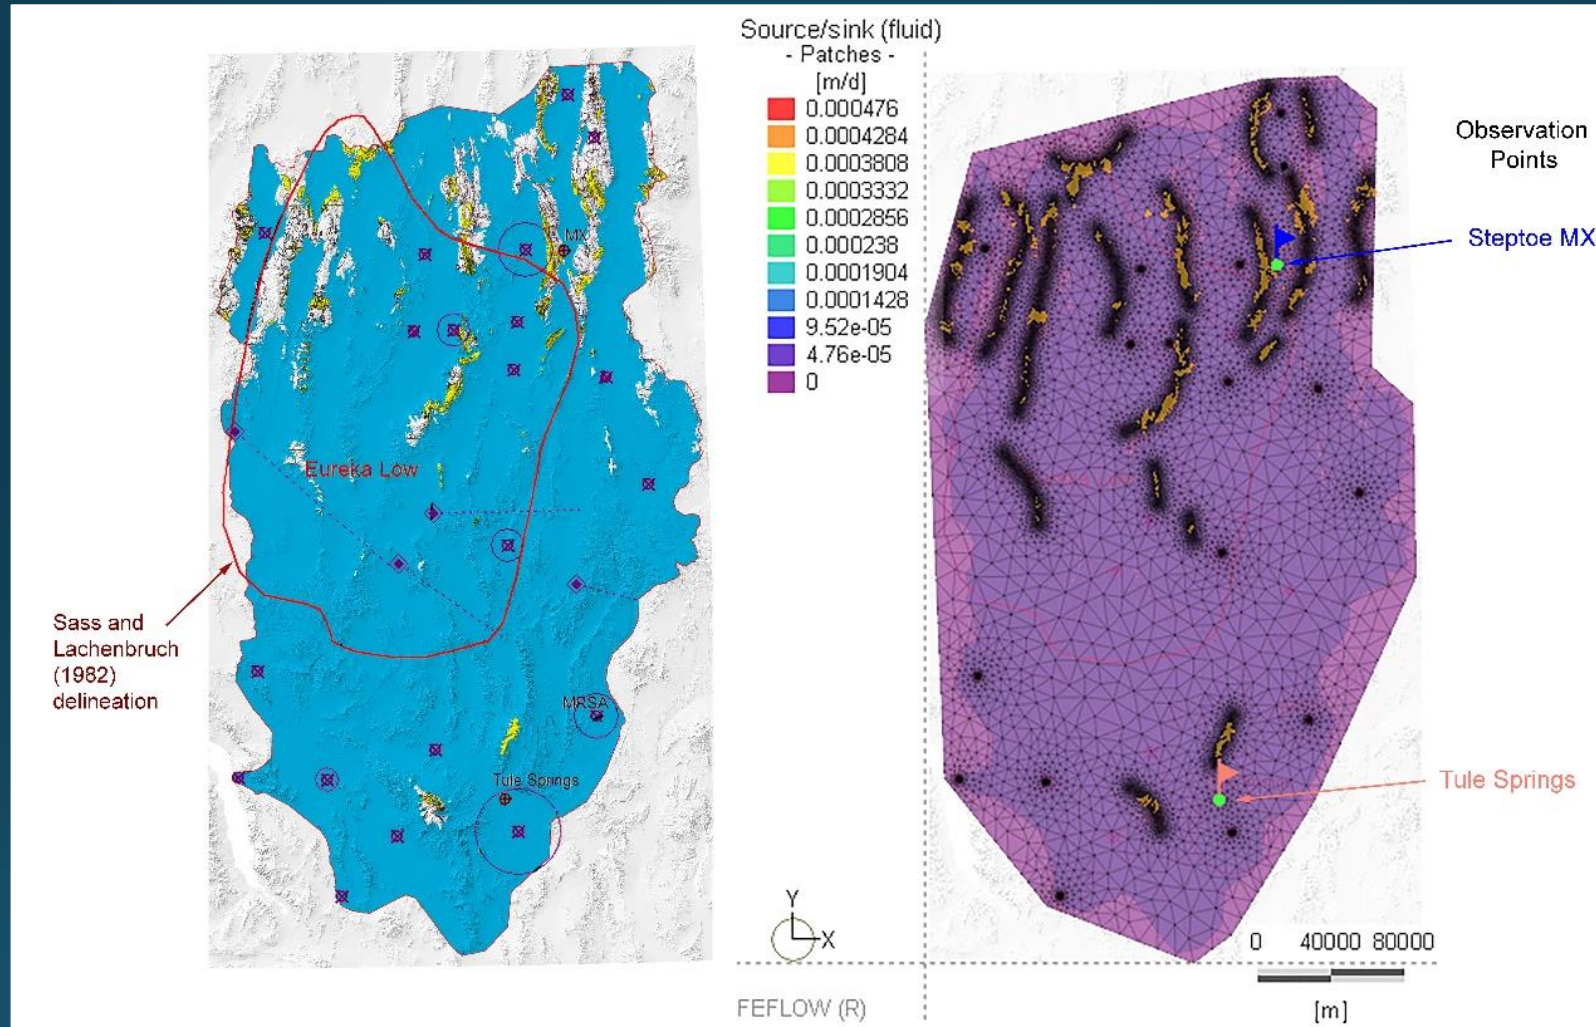 Source/sink (fluid)
- Patches -
[m/d]
0.000476
0.0004284
0.0003808
0.0003332
0.0002856
0.000238
0.0001904
0.0001428
9.52e-05
4.76e-05
0
MX
Eureka Low
Sass and
Lachenbruch
(1982)
delineation
MRSA
Tule Springs
Observation
Points
Steptoe MX
Tule Springs
Y
X
0 40000 80000
[m]
FEFLOW (R)